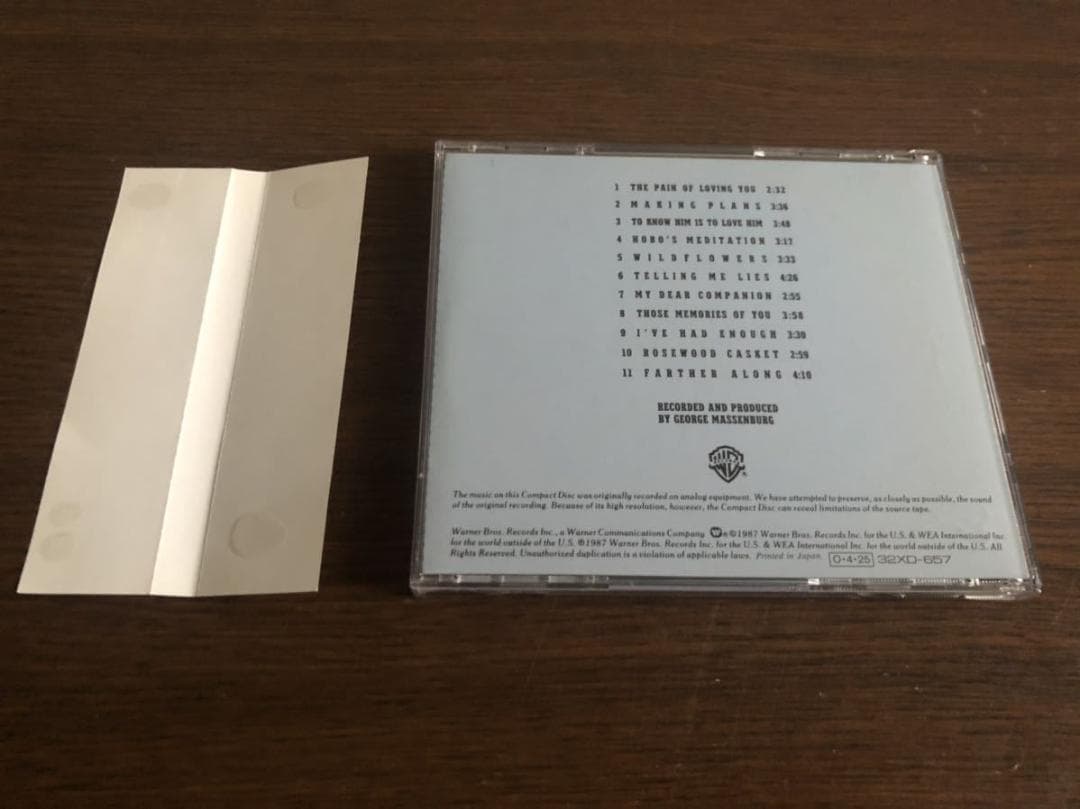 1 THE PAIN OF LOVING YOU 2:32
2 MAKING PLANS 3:36
3 TO KNOW HIM IS TO LOVE HIM 3:48
4 HOBO'S MEDITATION 3:17
5 WILDFLOWERS 3:33
6 TELLING ME LIES 4:26
7 MY DEAR COMPANION 2:55
8 THOSE MEMORIES OF YOU 3:58
9 I'VE HAD ENOUGH 3:30
10 ROSEWOOD CASKET 2:59
11 FARTHER ALONG 4:10
RECORDED AND PRODUCED
BY GEORGE MASSENBURG
The music on this Compact Disc was originally recorded on analog equipment. We have attempted to preserve, as closely as possible, the sound
of the original recording. Because of its high resolution, however, the Compact Disc can reveal limitations of the source tape.
Warner Bros. Records Inc., a Warner Communications Company. ℗ & ©1987 Warner Bros. Records Inc. for the U.S. & WEA International Inc.
for the world outside of the U.S. ℗1987 Warner Bros. Records Inc. for the U.S. & WEA International Inc. for the world outside of the U.S. All
Rights Reserved. Unauthorized duplication is a violation of applicable laws. Printed in Japan. O·4·25 32XD-657